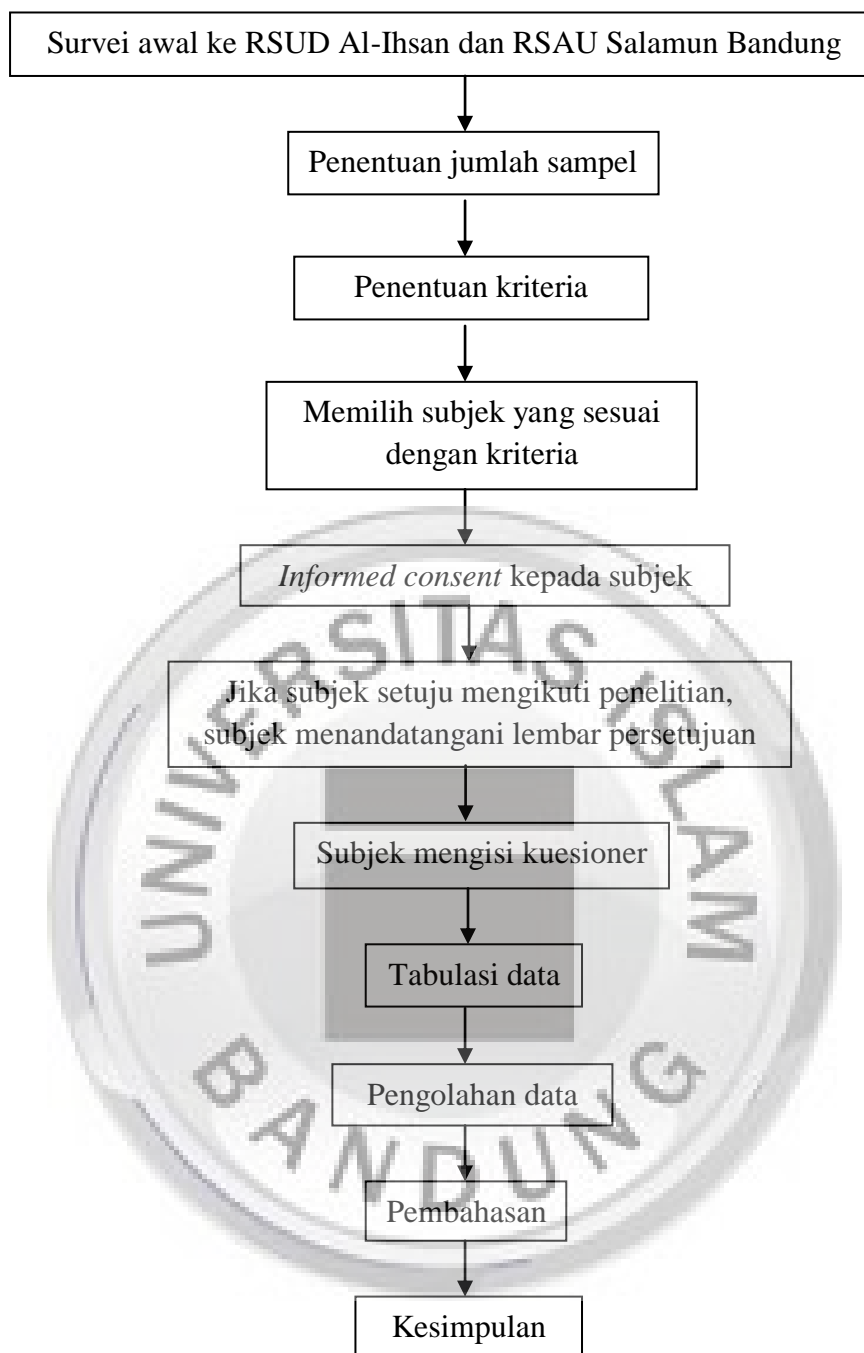 Survei awal ke RSUD Al-Ihsan dan RSAU Salamun Bandung
Penentuan jumlah sampel
Penentuan kriteria
Memilih subjek yang sesuai
dengan kriteria
Informed consent kepada subjek
Jika subjek setuju mengikuti penelitian,
subjek menandatangani lembar persetujuan
Subjek mengisi kuesioner
Tabulasi data
Pengolahan data
Pembahasan
Kesimpulan
UNIVERSITAS ISLAM
BANDUNG